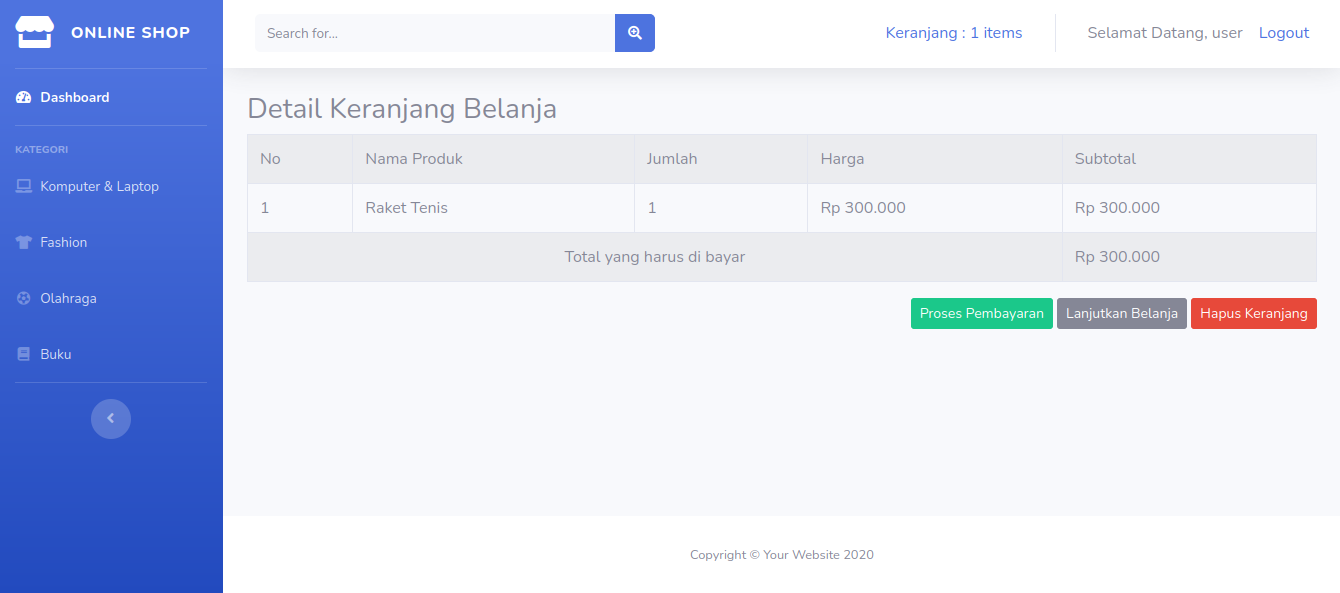 ONLINE SHOP
Search for...
Keranjang : 1 items
Selamat Datang, user
Logout
Dashboard
KATEGORI
Komputer & Laptop
Fashion
Olahraga
Buku
Detail Keranjang Belanja
No Nama Produk Jumlah Harga Subtotal
1 Raket Tenis 1 Rp 300.000 Rp 300.000
Total yang harus di bayar Rp 300.000
Proses Pembayaran Lanjutkan Belanja Hapus Keranjang
Copyright © Your Website 2020